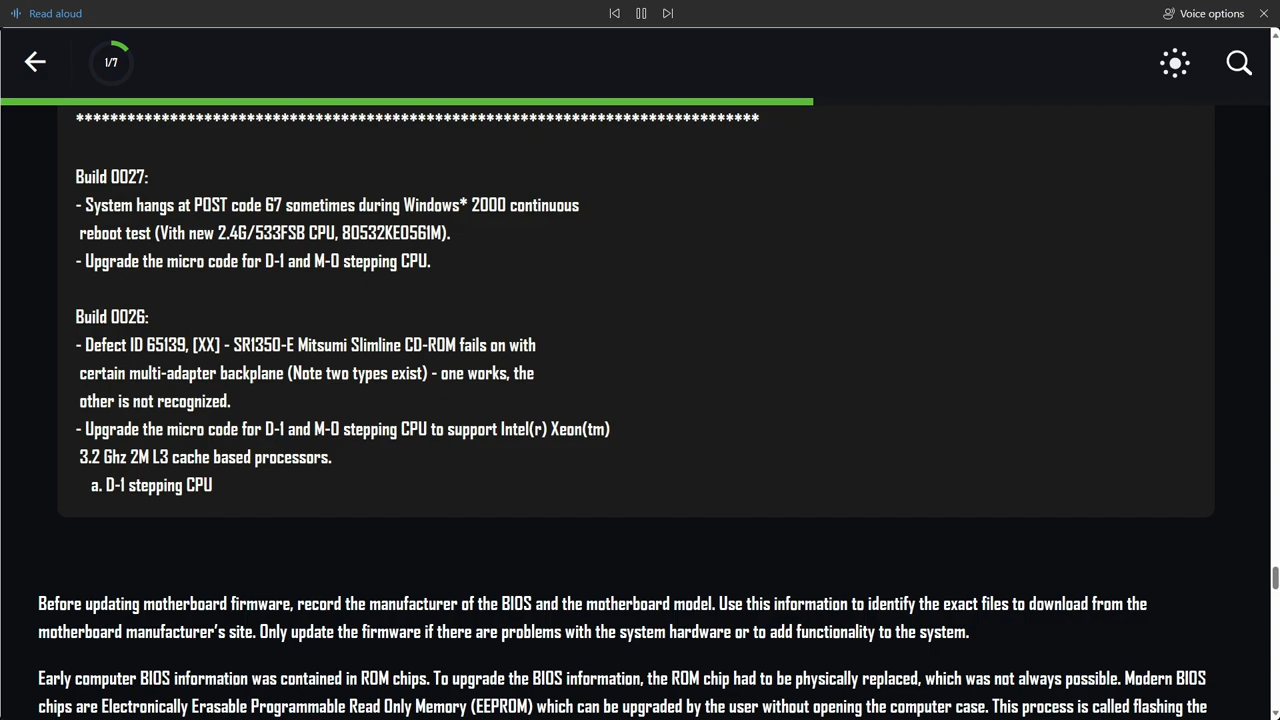 Read aloud
Voice options
1/7
*********************************************************************************
Build 0027:
- System hangs at POST code 67 sometimes during Windows* 2000 continuous
reboot test (Vith new 2.4G/533FSB CPU, 80532KE0561M).
- Upgrade the micro code for D-1 and M-0 stepping CPU.
Build 0026:
- Defect ID 65139, [XX] - SR1350-E Mitsumi Slimline CD-ROM fails on with
certain multi-adapter backplane (Note two types exist) - one works, the
other is not recognized.
- Upgrade the micro code for D-1 and M-0 stepping CPU to support Intel(r) Xeon(tm)
3.2 Ghz 2M L3 cache based processors.
a. D-1 stepping CPU
Before updating motherboard firmware, record the manufacturer of the BIOS and the motherboard model. Use this information to identify the exact files to download from the
motherboard manufacturer's site. Only update the firmware if there are problems with the system hardware or to add functionality to the system.
Early computer BIOS information was contained in ROM chips. To upgrade the BIOS information, the ROM chip had to be physically replaced, which was not always possible. Modern BIOS
chips are Electronically Erasable Programmable Read Only Memory (EEPROM) which can be upgraded by the user without opening the computer case. This process is called flashing the